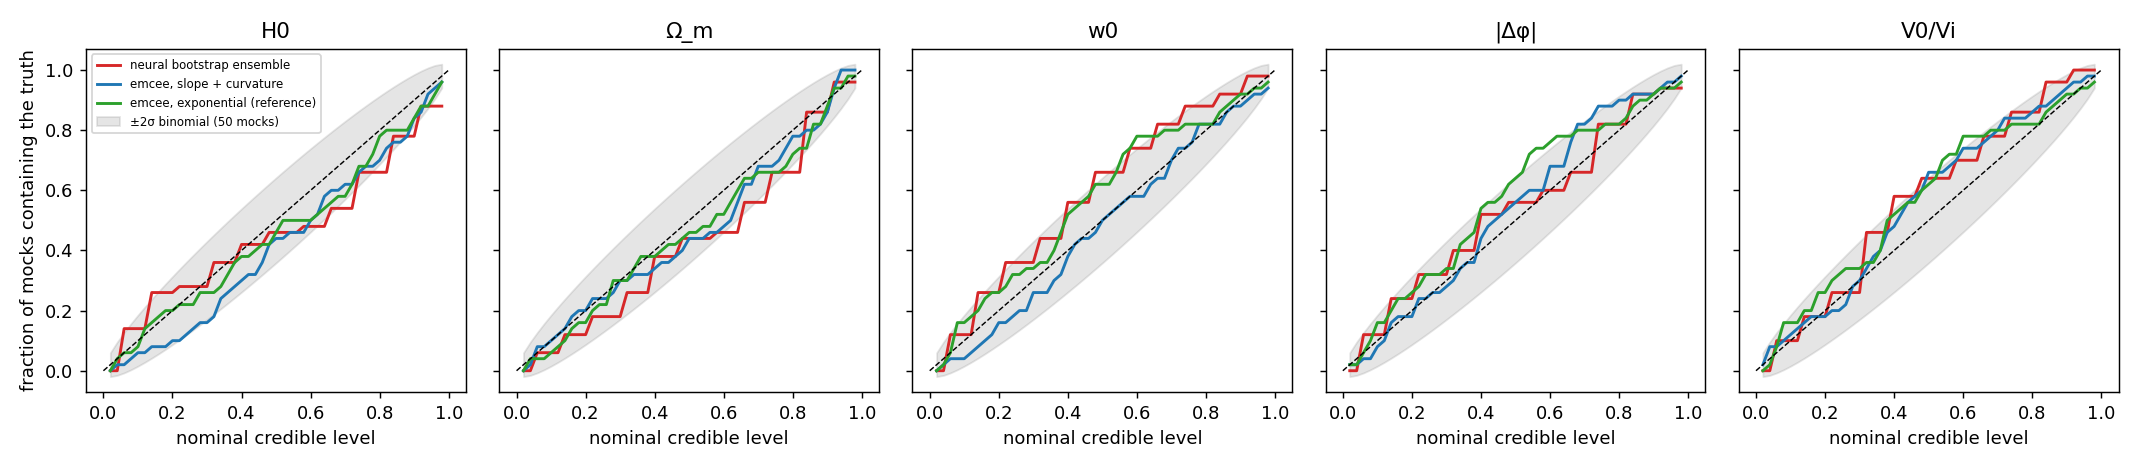 H0
Ω_m
w0
|Δφ|
V0/Vi
neural bootstrap ensemble
emcee, slope + curvature
emcee, exponential (reference)
±2σ binomial (50 mocks)
fraction of mocks containing the truth
1.0
0.8
0.6
0.4
0.2
0.0
0.0 0.2 0.4 0.6 0.8 1.0
0.0 0.2 0.4 0.6 0.8 1.0
0.0 0.2 0.4 0.6 0.8 1.0
0.0 0.2 0.4 0.6 0.8 1.0
0.0 0.2 0.4 0.6 0.8 1.0
nominal credible level
nominal credible level
nominal credible level
nominal credible level
nominal credible level